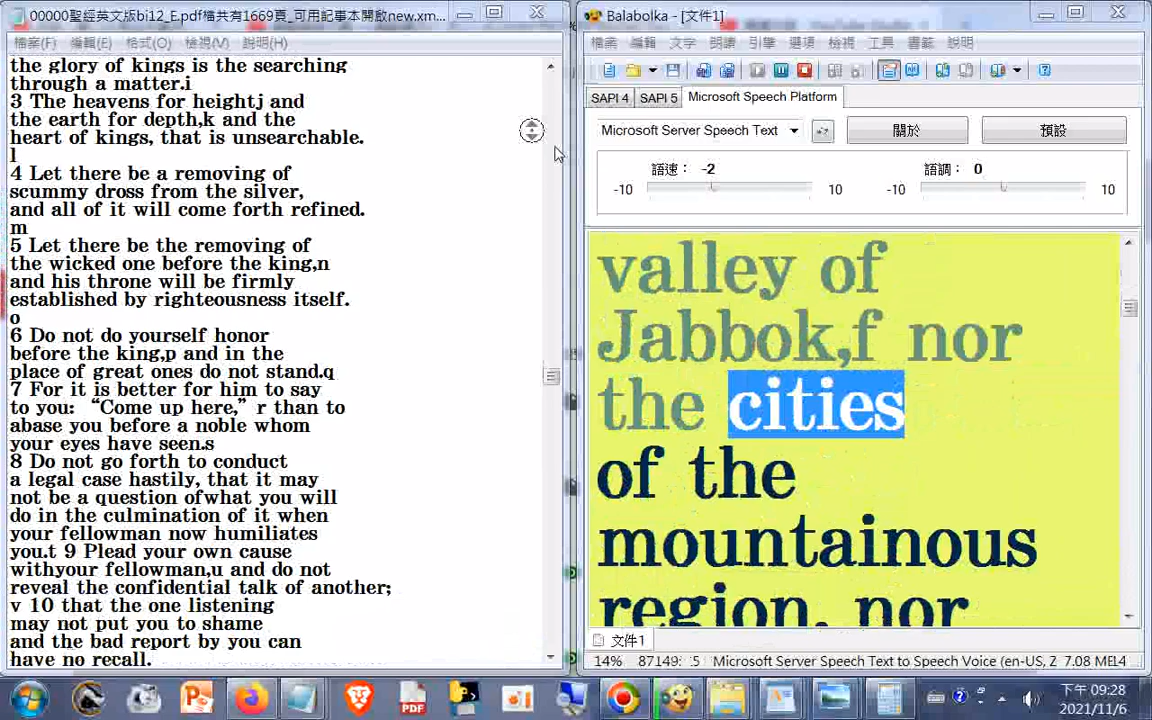 00000聖經英文版bi12_E.pdf檔共有1669頁_可用記事本開啟new.xm...
檔案(F) 編輯(E) 格式(O) 檢視(V) 說明(H)
the glory of kings is the searching
through a matter.i
3 The heavens for heightj and
the earth for depth,k and the
heart of kings, that is unsearchable.
l
4 Let there be a removing of
scummy dross from the silver,
and all of it will come forth refined.
m
5 Let there be the removing of
the wicked one before the king,n
and his throne will be firmly
established by righteousness itself.
o
6 Do not do yourself honor
before the king,p and in the
place of great ones do not stand.q
7 For it is better for him to say
to you: “Come up here,” r than to
abase you before a noble whom
your eyes have seen.s
8 Do not go forth to conduct
a legal case hastily, that it may
not be a question ofwhat you will
do in the culmination of it when
your fellowman now humiliates
you.t 9 Plead your own cause
withyour fellowman,u and do not
reveal the confidential talk of another;
v 10 that the one listening
may not put you to shame
and the bad report by you can
have no recall.
Balabolka - [文件1]
檔案 編輯 文字 朗讀 引擎 選項 檢視 工具 書籤 說明
SAPI 4 SAPI 5 Microsoft Speech Platform
Microsoft Server Speech Text 關於 預設
語速： -2 語調： 0
-10 10 -10 10
valley of
Jabbok,f nor
the cities
of the
mountainous
region, nor
文件1
14% Microsoft Server Speech Text to Speech Voice (en-US, 2
PDF
下午 09:28
2021/11/6